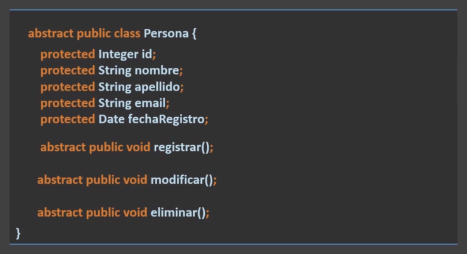 abstract public class Persona {
protected Integer id;
protected String nombre;
protected String apellido;
protected String email;
protected Date fechaRegistro;
abstract public void registrar();
abstract public void modificar();
abstract public void eliminar();
}